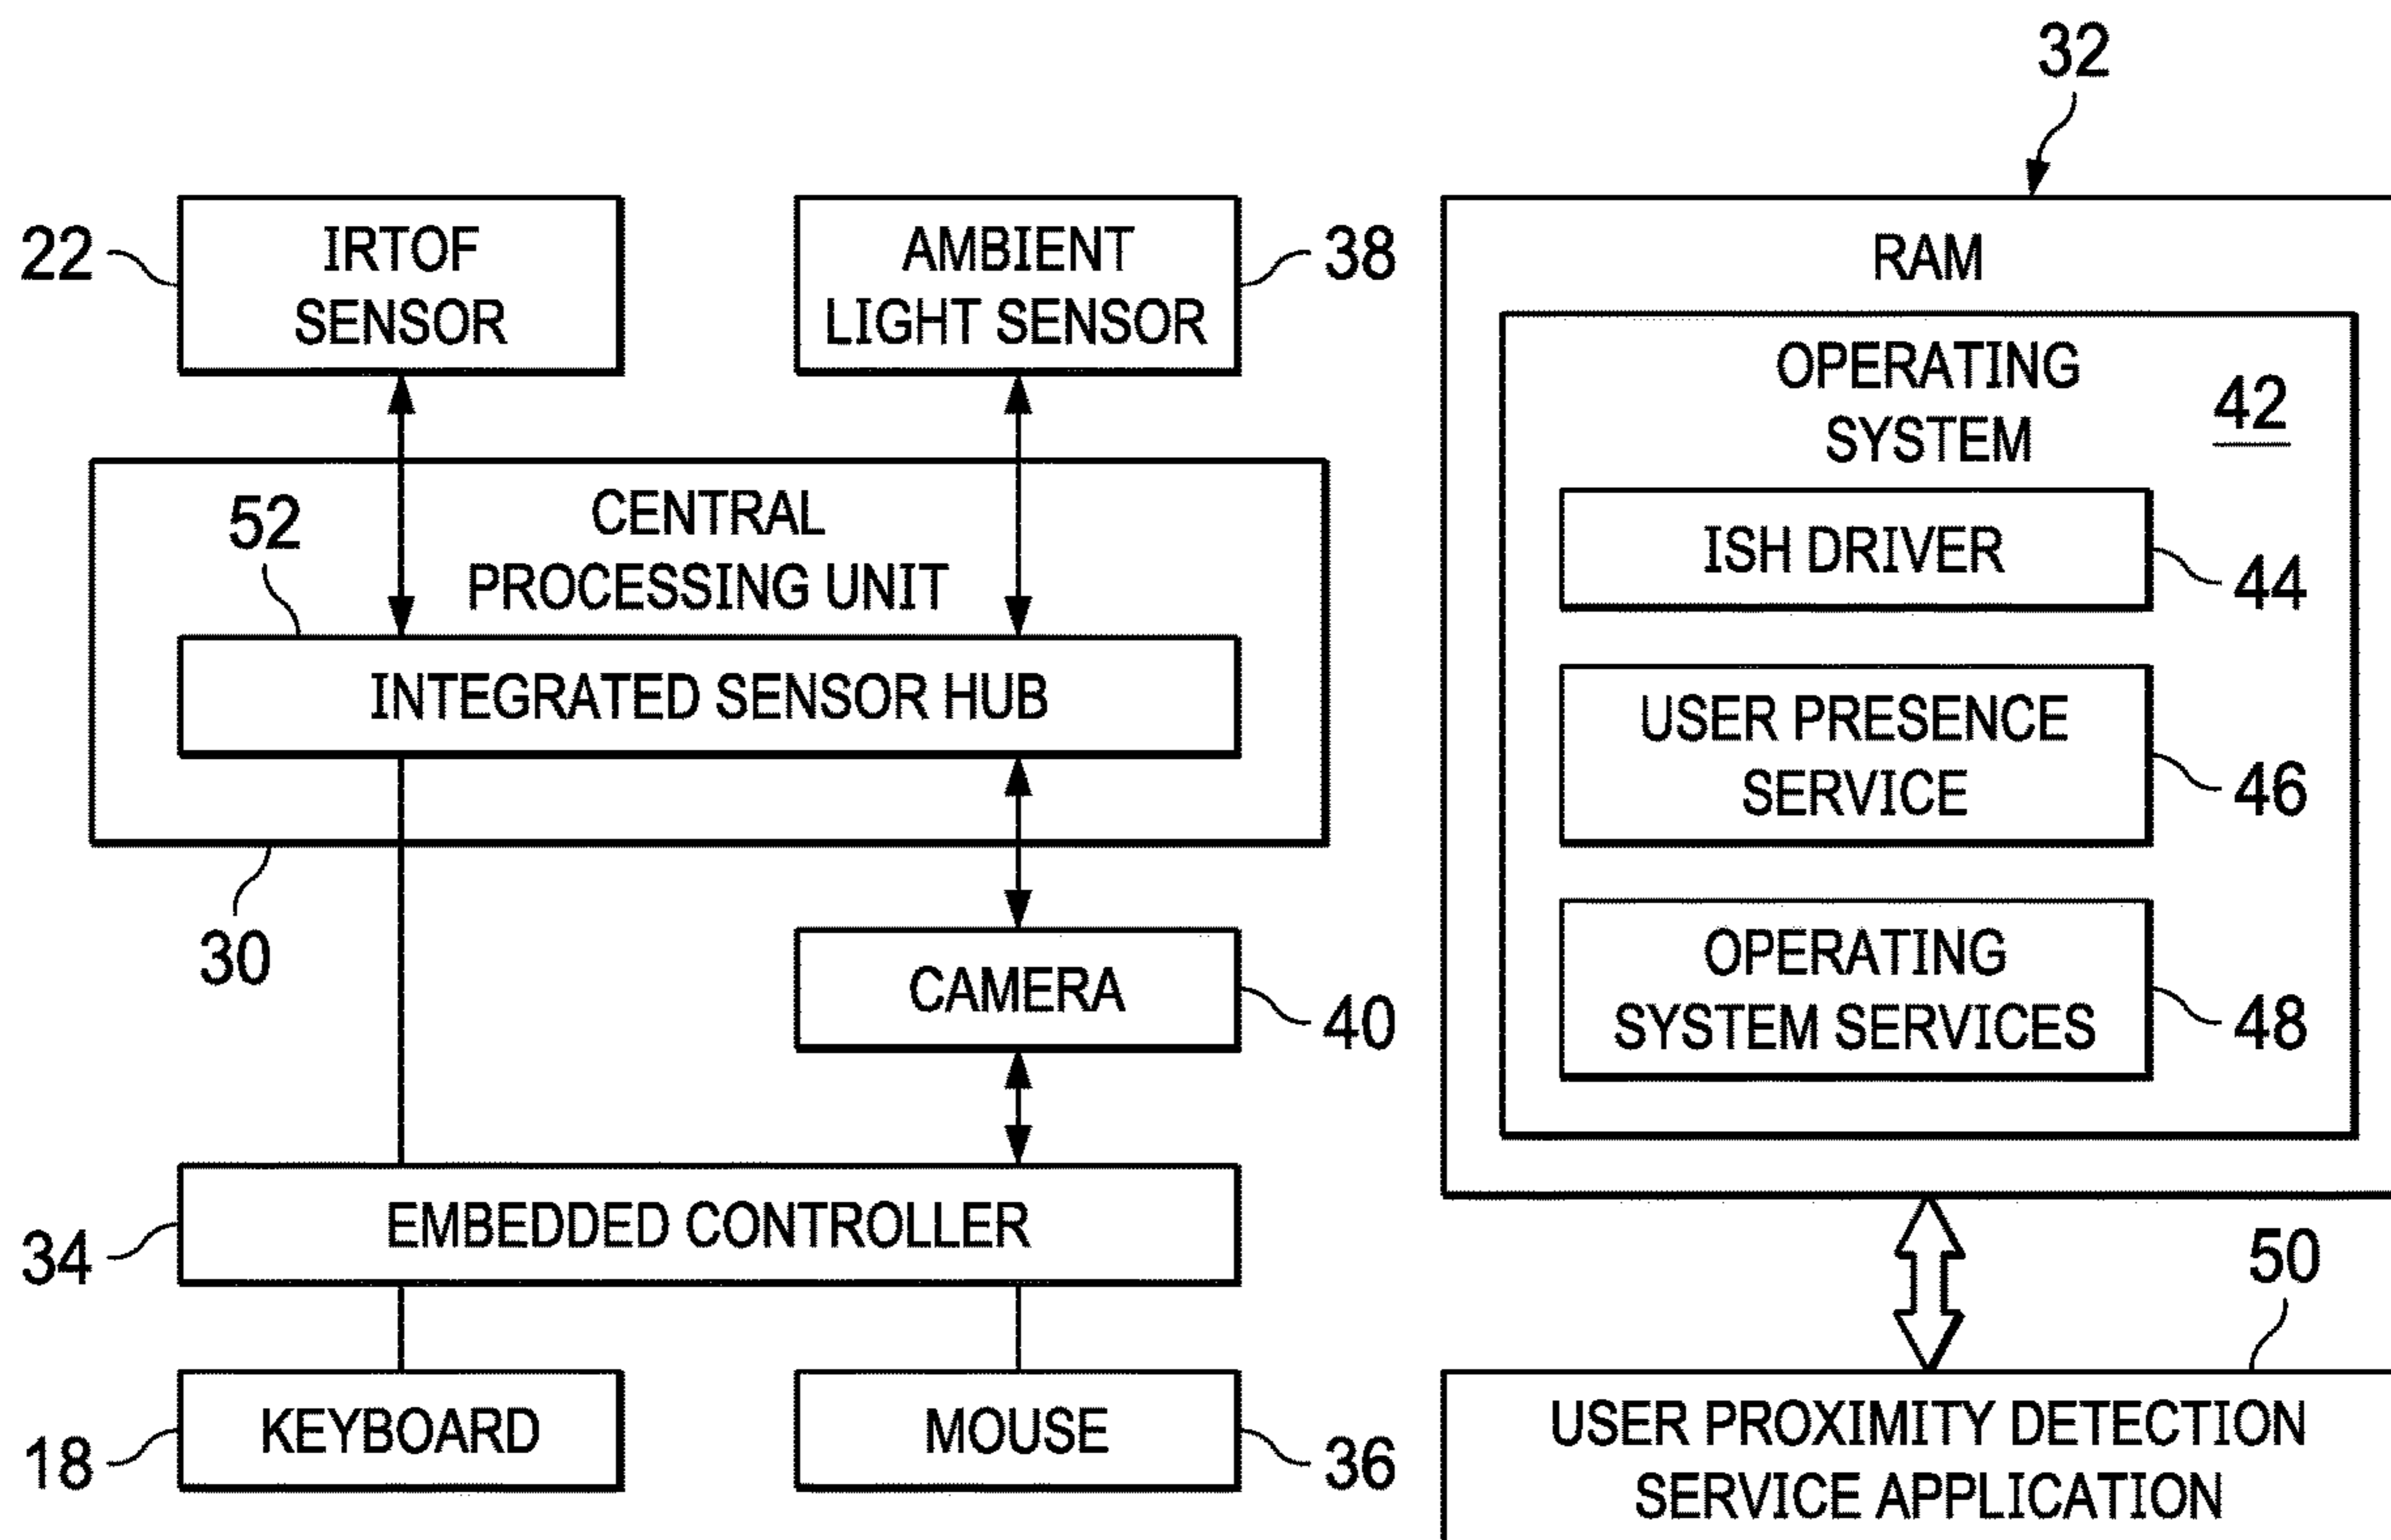 32
22
IRTOF
SENSOR
AMBIENT
LIGHT SENSOR
38
RAM
OPERATING
SYSTEM
42
52
CENTRAL
PROCESSING UNIT
INTEGRATED SENSOR HUB
ISH DRIVER
44
USER PRESENCE
SERVICE
46
30
CAMERA
40
OPERATING
SYSTEM SERVICES
48
34
EMBEDDED CONTROLLER
50
18
KEYBOARD
MOUSE
36
USER PROXIMITY DETECTION
SERVICE APPLICATION